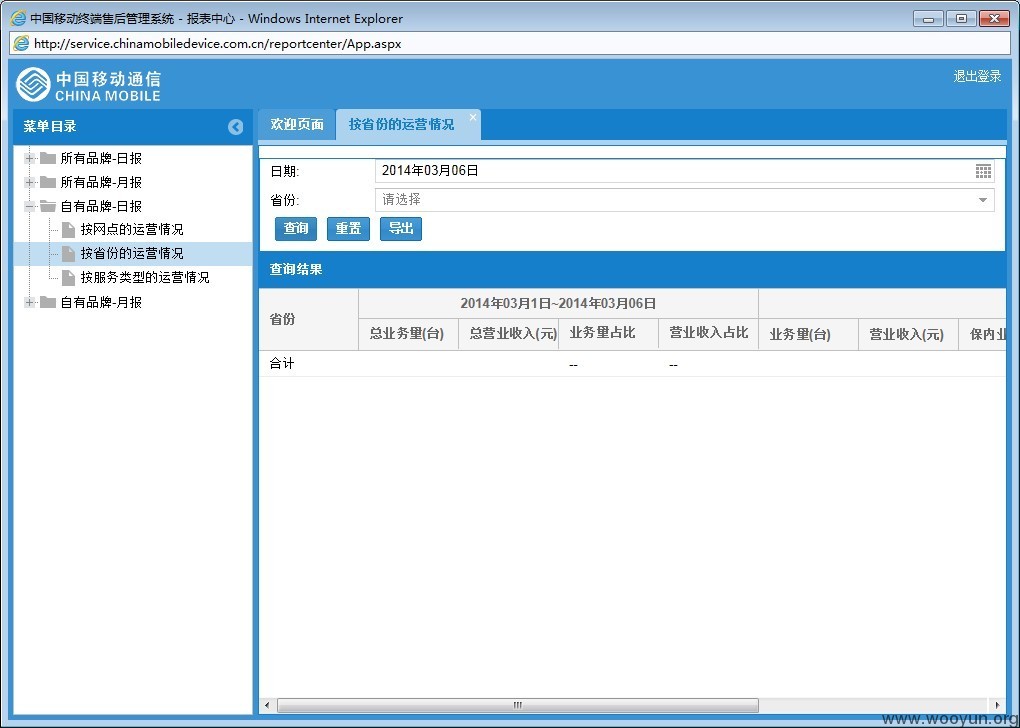 中国移动终端售后管理系统 - 报表中心 - Windows Internet Explorer
http://service.chinamobiledevice.com.cn/reportcenter/App.aspx
中国移动通信
CHINA MOBILE
退出登录
菜单目录
欢迎页面
按省份的运营情况
所有品牌-日报
所有品牌-月报
自有品牌-日报
按网点的运营情况
按省份的运营情况
按服务类型的运营情况
自有品牌-月报
日期:
2014年03月06日
省份:
请选择
查询 重置 导出
查询结果
省份
2014年03月1日~2014年03月06日
总业务量(台) 总营业收入(元) 业务量占比 营业收入占比 业务量(台) 营业收入(元) 保内业
合计 -- --
www.wooyun.org